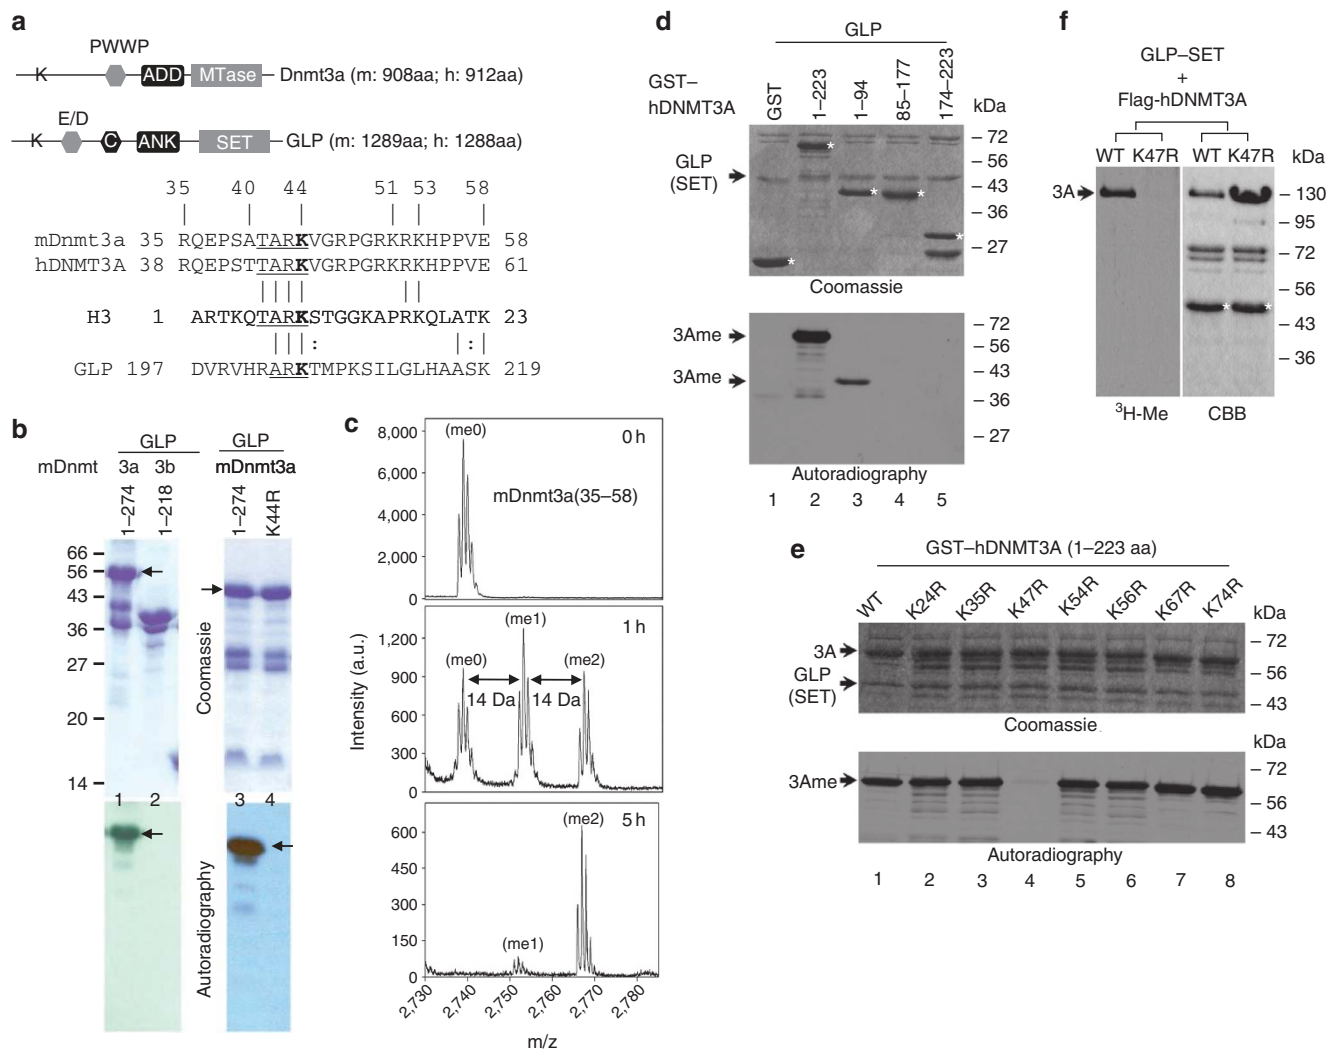 a
PWWP
K ADD MTase Dnmt3a (m: 908aa; h: 912aa)
E/D
K C ANK SET GLP (m: 1289aa; h: 1288aa)
35 40 44 51 53 58
mDnmt3a 35 RQEPSATARKVGRPGRKRKHPPVE 58
hDNMT3A 38 RQEPSTTARKVGRPGRKRKHPPVE 61
H3 1 ARTKQTARKSTGGKAPRKQLATK 23
:
:
GLP 197 DVRVHRARKTMPKSILGLHAASK 219
b
GLP
GLP
mDnmt 3a 3b mDnmt3a
1–274
1–218
1–274
K44R
66
56
43
36
27
20
14
Coomassie
1 2 3 4
Autoradiography
c
8,000
6,000
4,000
2,000
0
(me0)
0 h
mDnmt3a(35–58)
1,200
900
600
300
0
(me0)
(me1)
(me2)
1 h
14 Da 14 Da
600
450
300
150
0
(me1)
(me2)
5 h
Intensity (a.u.)
2,730 2,740 2,750 2,760 2,770 2,780
m/z
d
GLP
GST–
hDNMT3A
GST
1–223
1–94
85–177
174–223
kDa
GLP
(SET)
72
56
43
36
27
* * * * *
Coomassie
3Ame
3Ame
72
56
43
36
27
Autoradiography
1 2 3 4 5
e
GST–hDNMT3A (1–223 aa)
WT K24R K35R K47R K54R K56R K67R K74R
kDa
3A
GLP
(SET)
72
56
43
Coomassie
kDa
3Ame
72
56
43
Autoradiography
1 2 3 4 5 6 7 8
f
GLP–SET
+
Flag-hDNMT3A
WT K47R WT K47R kDa
3A
130
95
72
56
43
36
* *
³H-Me CBB